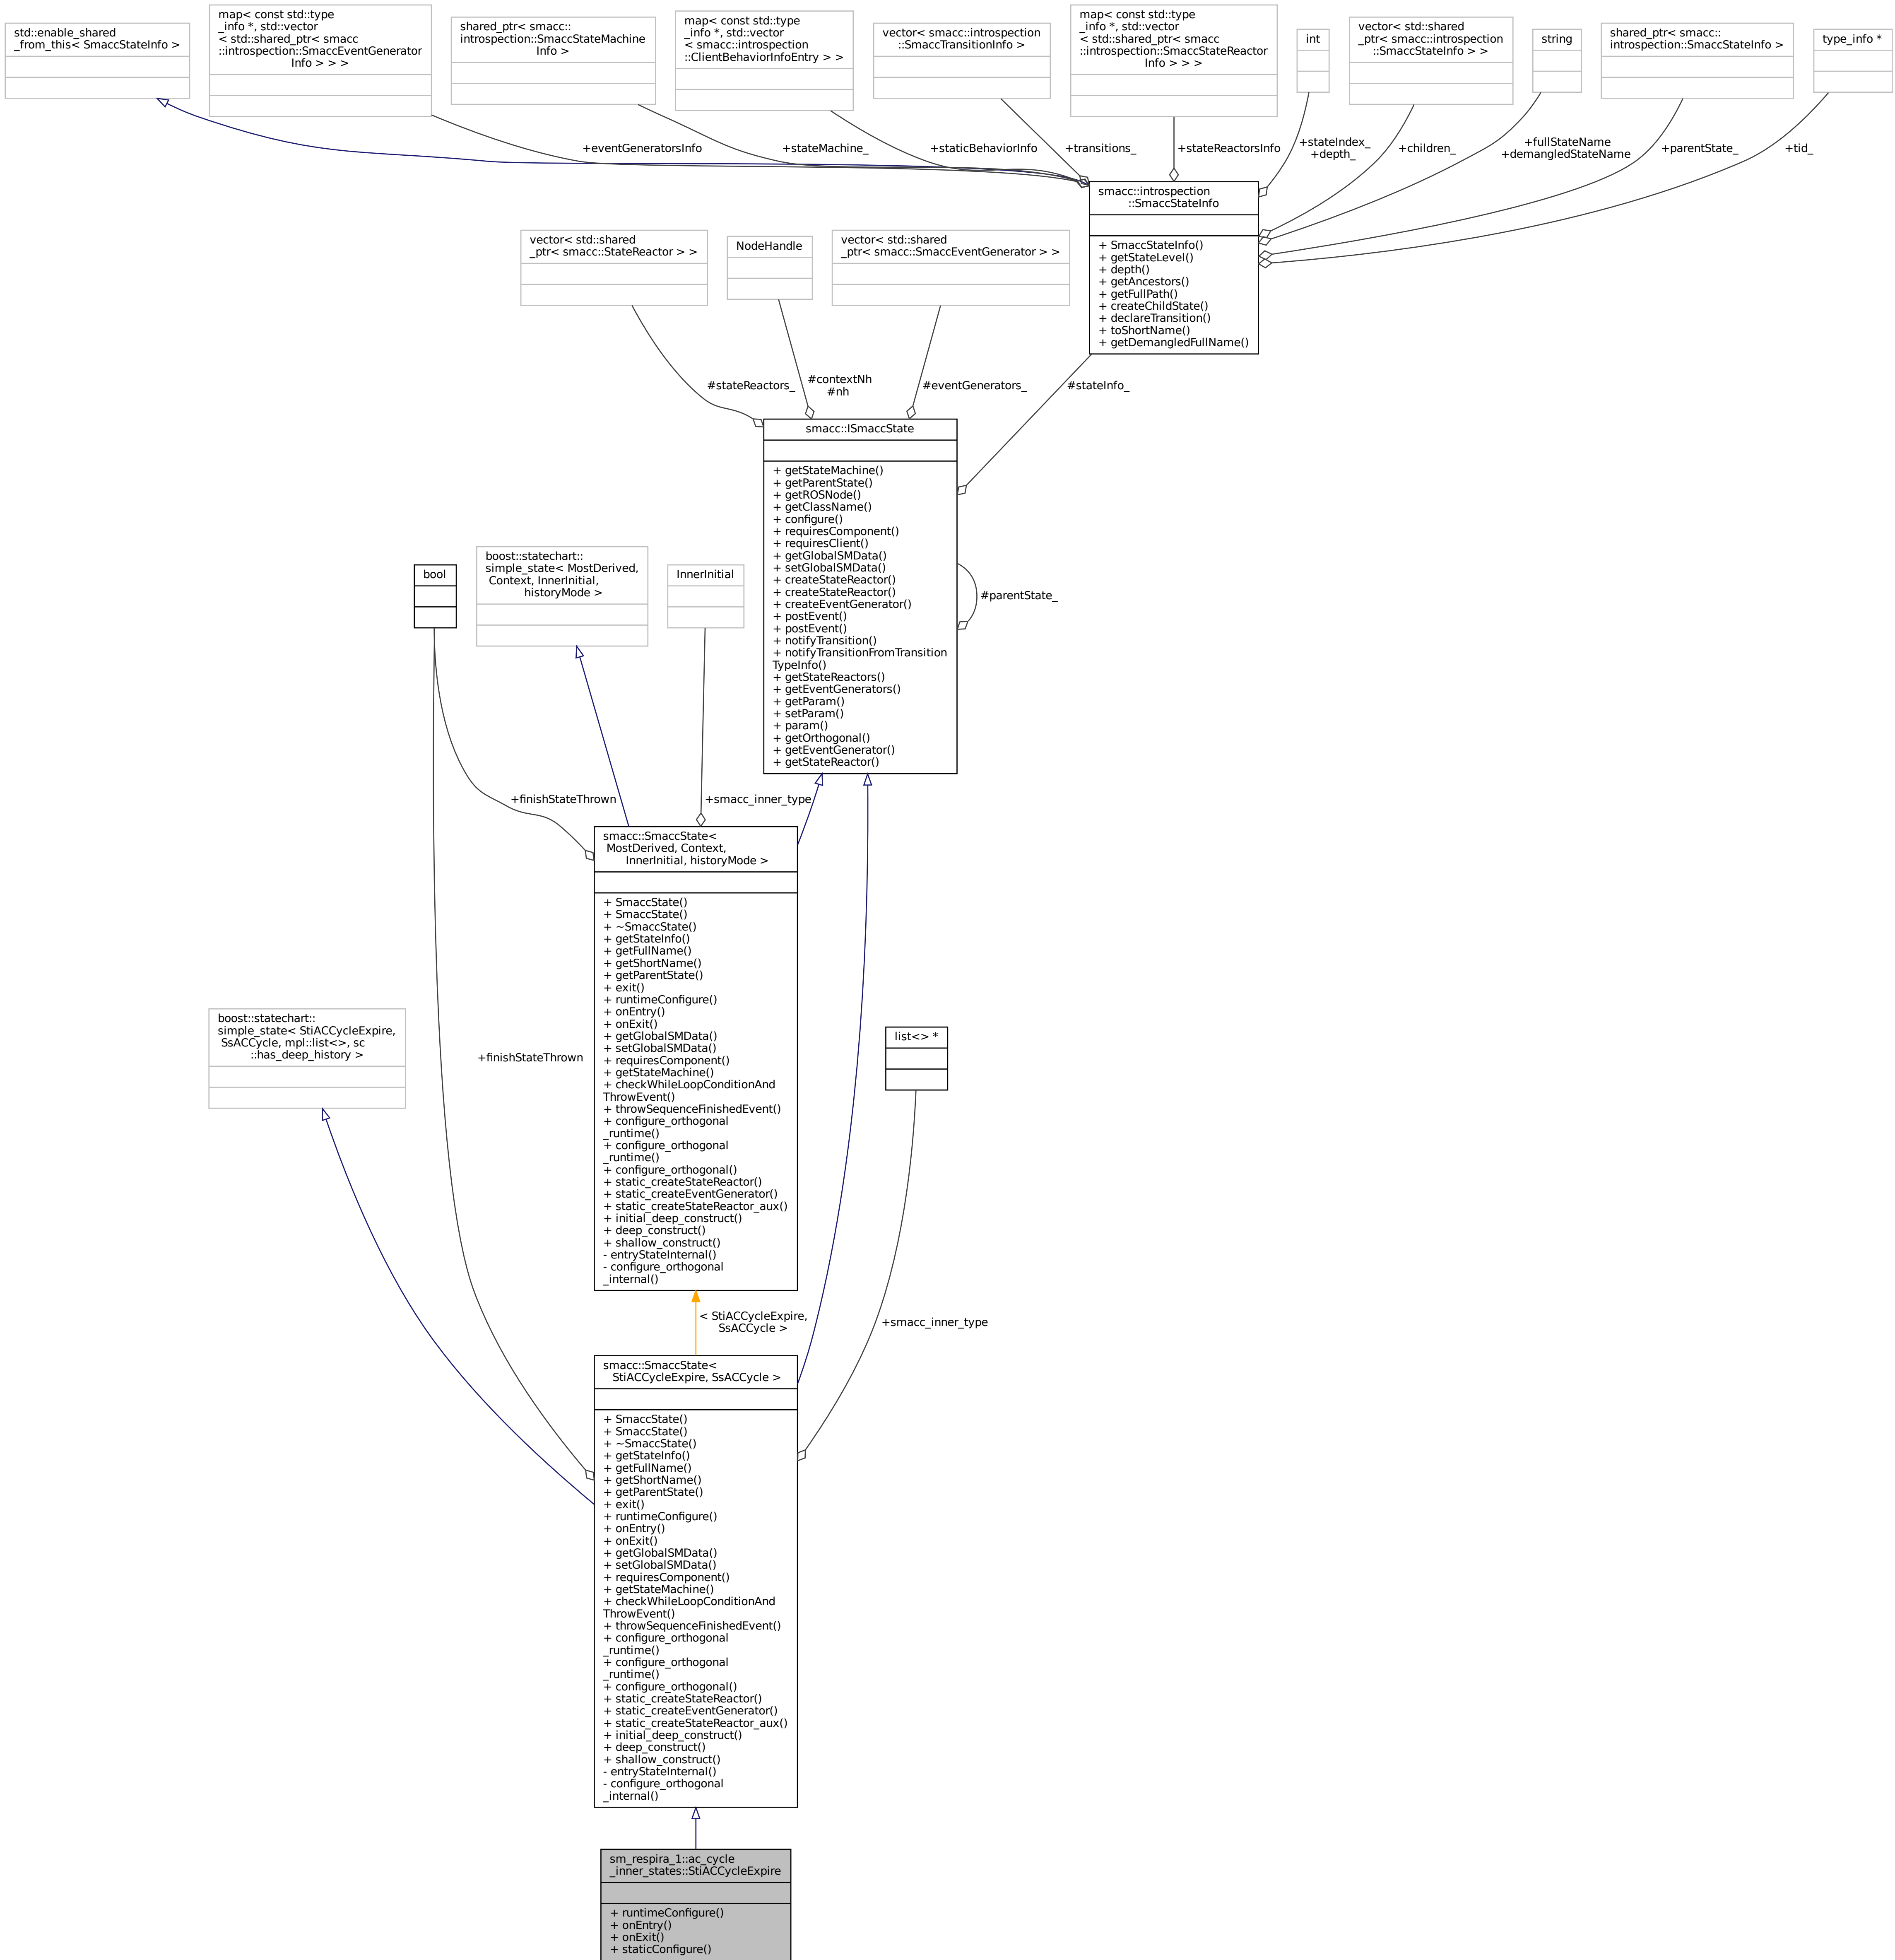 std::enable_shared
_from_this< SmaccStateInfo >
map< const std::type
_info *, std::vector
< std::shared_ptr< smacc
::introspection::SmaccEventGenerator
Info > > >
shared_ptr< smacc::
introspection::SmaccStateMachine
Info >
map< const std::type
_info *, std::vector
< smacc::introspection
::ClientBehaviorInfoEntry > >
vector< smacc::introspection
::SmaccTransitionInfo >
map< const std::type
_info *, std::vector
< std::shared_ptr< smacc
::introspection::SmaccStateReactor
Info > > >
int
vector< std::shared
_ptr< smacc::introspection
::SmaccStateInfo > >
string
shared_ptr< smacc::
introspection::SmaccStateInfo >
type_info *
+eventGeneratorsInfo
+stateMachine_
+staticBehaviorInfo
+transitions_
+stateReactorsInfo
+stateIndex_
+depth_
+children_
+fullStateName
+demangledStateName
+parentState_
+tid_
smacc::introspection
::SmaccStateInfo
+ SmaccStateInfo()
+ getStateLevel()
+ depth()
+ getAncestors()
+ getFullPath()
+ createChildState()
+ declareTransition()
+ toShortName()
+ getDemangledFullName()
vector< std::shared
_ptr< smacc::StateReactor > >
NodeHandle
vector< std::shared
_ptr< smacc::SmaccEventGenerator > >
#stateReactors_
#contextNh
#nh
#eventGenerators_
#stateInfo_
smacc::ISmaccState
+ getStateMachine()
+ getParentState()
+ getROSNode()
+ getClassName()
+ configure()
+ requiresComponent()
+ requiresClient()
+ getGlobalSMData()
+ setGlobalSMData()
+ createStateReactor()
+ createStateReactor()
+ createEventGenerator()
+ postEvent()
+ postEvent()
+ notifyTransition()
+ notifyTransitionFromTransition
TypeInfo()
+ getStateReactors()
+ getEventGenerators()
+ getParam()
+ setParam()
+ param()
+ getOrthogonal()
+ getEventGenerator()
+ getStateReactor()
#parentState_
bool
boost::statechart::
simple_state< MostDerived,
Context, InnerInitial,
historyMode >
InnerInitial
+finishStateThrown
+smacc_inner_type
smacc::SmaccState<
MostDerived, Context,
InnerInitial, historyMode >
+ SmaccState()
+ SmaccState()
+ ~SmaccState()
+ getStateInfo()
+ getFullName()
+ getShortName()
+ getParentState()
+ exit()
+ runtimeConfigure()
+ onEntry()
+ onExit()
+ getGlobalSMData()
+ setGlobalSMData()
+ requiresComponent()
+ getStateMachine()
+ checkWhileLoopConditionAnd
ThrowEvent()
+ throwSequenceFinishedEvent()
+ configure_orthogonal
_runtime()
+ configure_orthogonal
_runtime()
+ configure_orthogonal()
+ static_createStateReactor()
+ static_createEventGenerator()
+ static_createStateReactor_aux()
+ initial_deep_construct()
+ deep_construct()
+ shallow_construct()
- entryStateInternal()
- configure_orthogonal
_internal()
boost::statechart::
simple_state< StiACCycleExpire,
SsACCycle, mpl::list<>, sc
::has_deep_history >
+finishStateThrown
list<> *
< StiACCycleExpire,
SsACCycle >
+smacc_inner_type
smacc::SmaccState<
StiACCycleExpire, SsACCycle >
+ SmaccState()
+ SmaccState()
+ ~SmaccState()
+ getStateInfo()
+ getFullName()
+ getShortName()
+ getParentState()
+ exit()
+ runtimeConfigure()
+ onEntry()
+ onExit()
+ getGlobalSMData()
+ setGlobalSMData()
+ requiresComponent()
+ getStateMachine()
+ checkWhileLoopConditionAnd
ThrowEvent()
+ throwSequenceFinishedEvent()
+ configure_orthogonal
_runtime()
+ configure_orthogonal
_runtime()
+ configure_orthogonal()
+ static_createStateReactor()
+ static_createEventGenerator()
+ static_createStateReactor_aux()
+ initial_deep_construct()
+ deep_construct()
+ shallow_construct()
- entryStateInternal()
- configure_orthogonal
_internal()
sm_respira_1::ac_cycle
_inner_states::StiACCycleExpire
+ runtimeConfigure()
+ onEntry()
+ onExit()
+ staticConfigure()